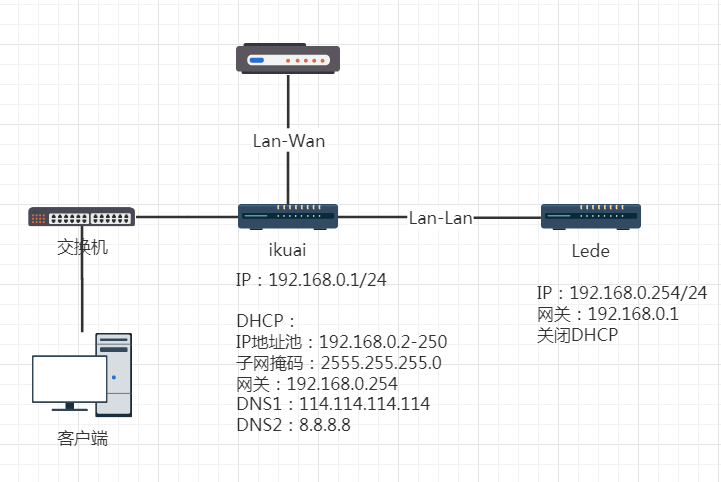 Lan-Wan
Lan-Lan
交换机
ikuai
Lede
IP：192.168.0.1/24
DHCP：
IP地址池：192.168.0.2-250
子网掩码：2555.255.255.0
网关：192.168.0.254
DNS1：114.114.114.114
DNS2：8.8.8.8
IP：192.168.0.254/24
网关：192.168.0.1
关闭DHCP
客户端